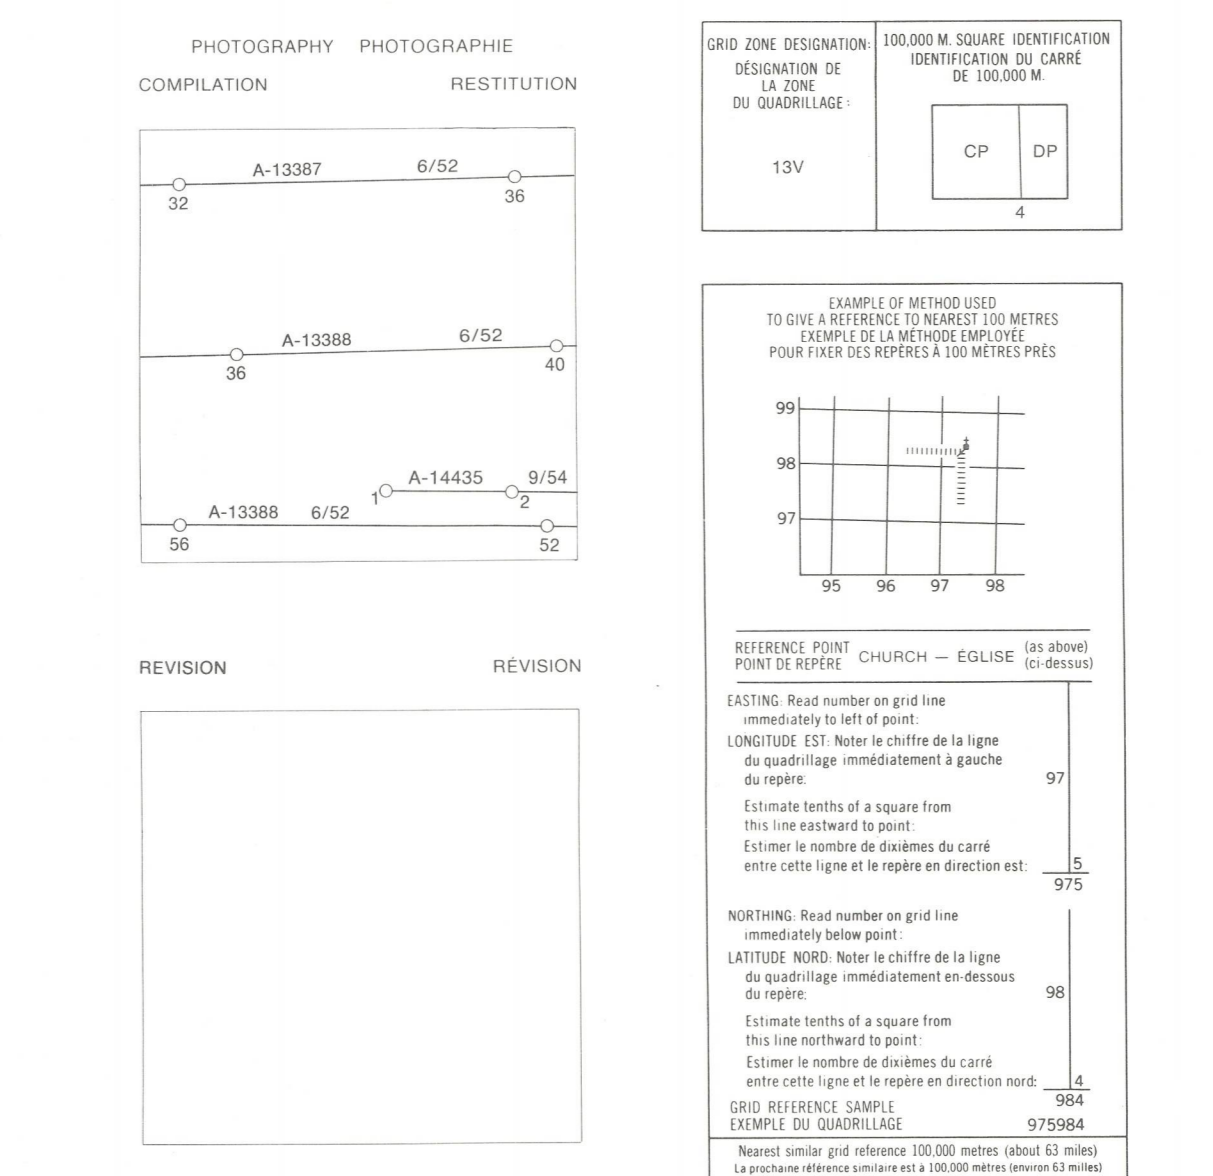 PHOTOGRAPHY PHOTOGRAPHIE
COMPILATION RESTITUTION
A-13387 6/52
32 36
A-13388 6/52
36 40
A-14435 9/54
1 2
A-13388 6/52
56 52
REVISION RÉVISION
GRID ZONE DESIGNATION:
DÉSIGNATION DE
LA ZONE
DU QUADRILLAGE:
13V
100,000 M. SQUARE IDENTIFICATION
IDENTIFICATION DU CARRÉ
DE 100,000 M.
CP DP
4
EXAMPLE OF METHOD USED
TO GIVE A REFERENCE TO NEAREST 100 METRES
EXEMPLE DE LA MÉTHODE EMPLOYÉE
POUR FIXER DES REPÈRES À 100 MÈTRES PRÈS
99
98
97
95 96 97 98
REFERENCE POINT CHURCH — ÉGLISE (as above)
POINT DE REPÈRE (ci-dessus)
EASTING: Read number on grid line
immediately to left of point:
LONGITUDE EST: Noter le chiffre de la ligne
du quadrillage immédiatement à gauche
du repère: 97
Estimate tenths of a square from
this line eastward to point:
Estimer le nombre de dixièmes du carré
entre cette ligne et le repère en direction est: 5
975
NORTHING: Read number on grid line
immediately below point:
LATITUDE NORD: Noter le chiffre de la ligne
du quadrillage immédiatement en-dessous
du repère: 98
Estimate tenths of a square from
this line northward to point:
Estimer le nombre de dixièmes du carré
entre cette ligne et le repère en direction nord: 4
984
GRID REFERENCE SAMPLE
EXEMPLE DU QUADRILLAGE 975984
Nearest similar grid reference 100,000 metres (about 63 miles)
La prochaine référence similaire est à 100,000 mètres (environ 63 milles)